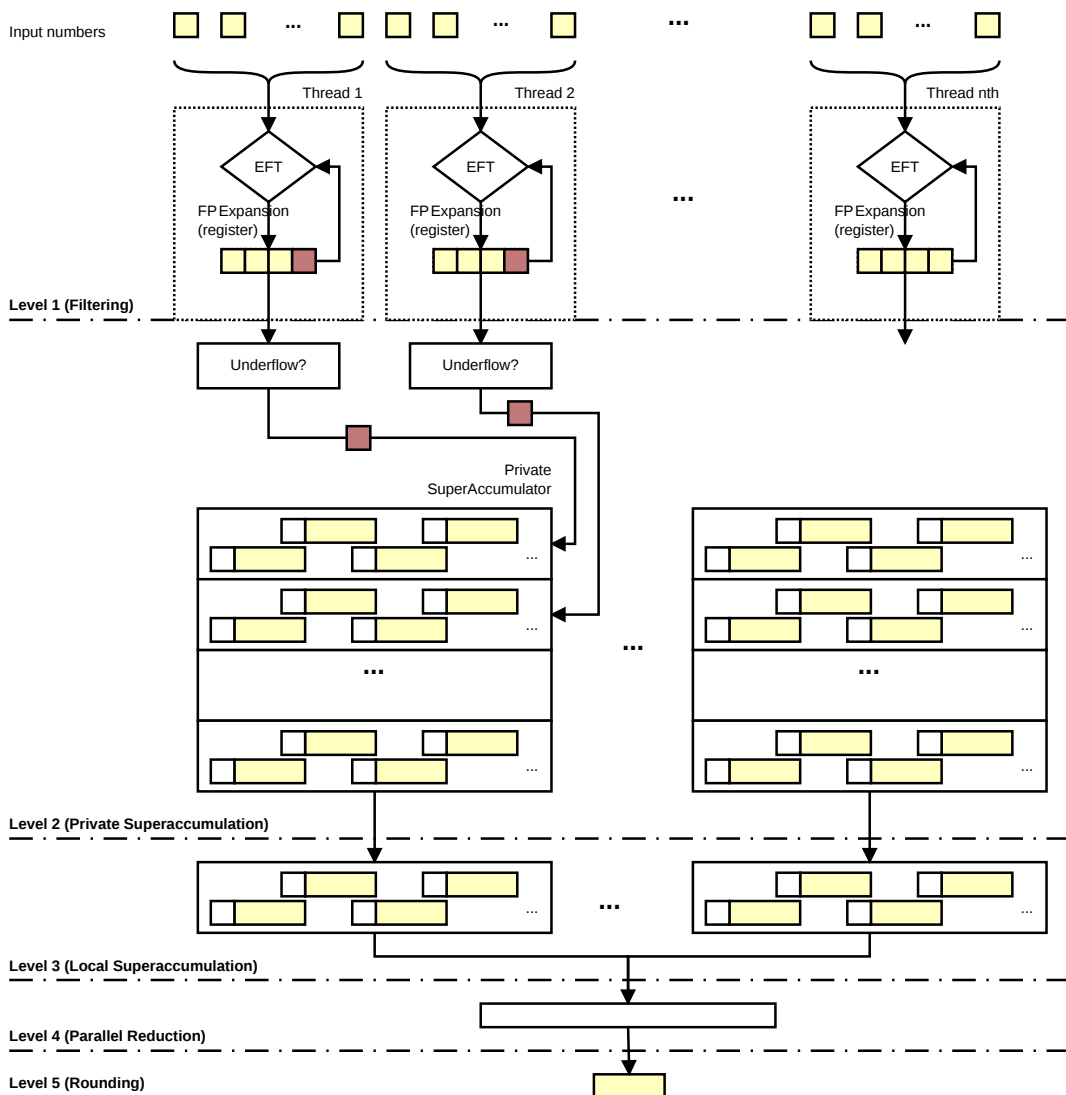 ... ... ... ...
Input numbers
Thread 1 Thread 2 Thread nth
EFT EFT EFT
...
FP Expansion FP Expansion FP Expansion
(register) (register) (register)
Level 1 (Filtering)
Underflow? Underflow?
Private
SuperAccumulator
... ...
... ...
...
... ...
... ...
Level 2 (Private Superaccumulation)
...
... ...
Level 3 (Local Superaccumulation)
Level 4 (Parallel Reduction)
Level 5 (Rounding)